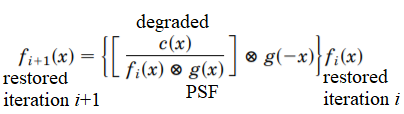 degraded
f_{i+1}(x) = {[ c(x) / f_i(x) ⊗ g(x) ] ⊗ g(−x)} f_i(x)
PSF
restored restored
iteration i+1 iteration i